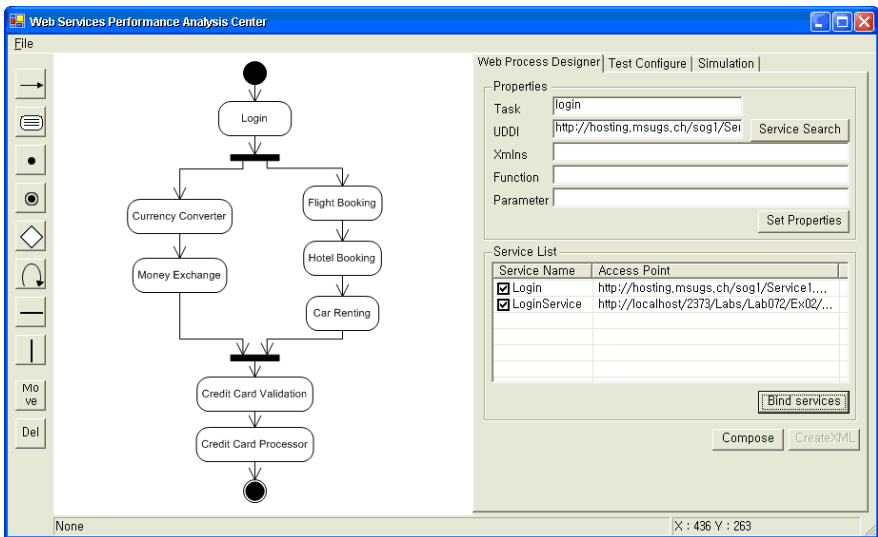 Web Services Performance Analysis Center
File
Mo
ve
Del
Login
Currency Converter
Money Exchange
Flight Booking
Hotel Booking
Car Renting
Credit Card Validation
Credit Card Processor
Web Process Designer Test Configure Simulation
Properties
Task login
UDDI http://hosting.msugs.ch/sog1/Ser Service Search
Xmlns
Function
Parameter
Set Properties
Service List
Service Name Access Point
Login http://hosting.msugs.ch/sog1/Service1....
LoginService http://localhost/2373/Labs/Lab072/Ex02/...
Bind services
Compose CreateXML
None X : 436 Y : 263